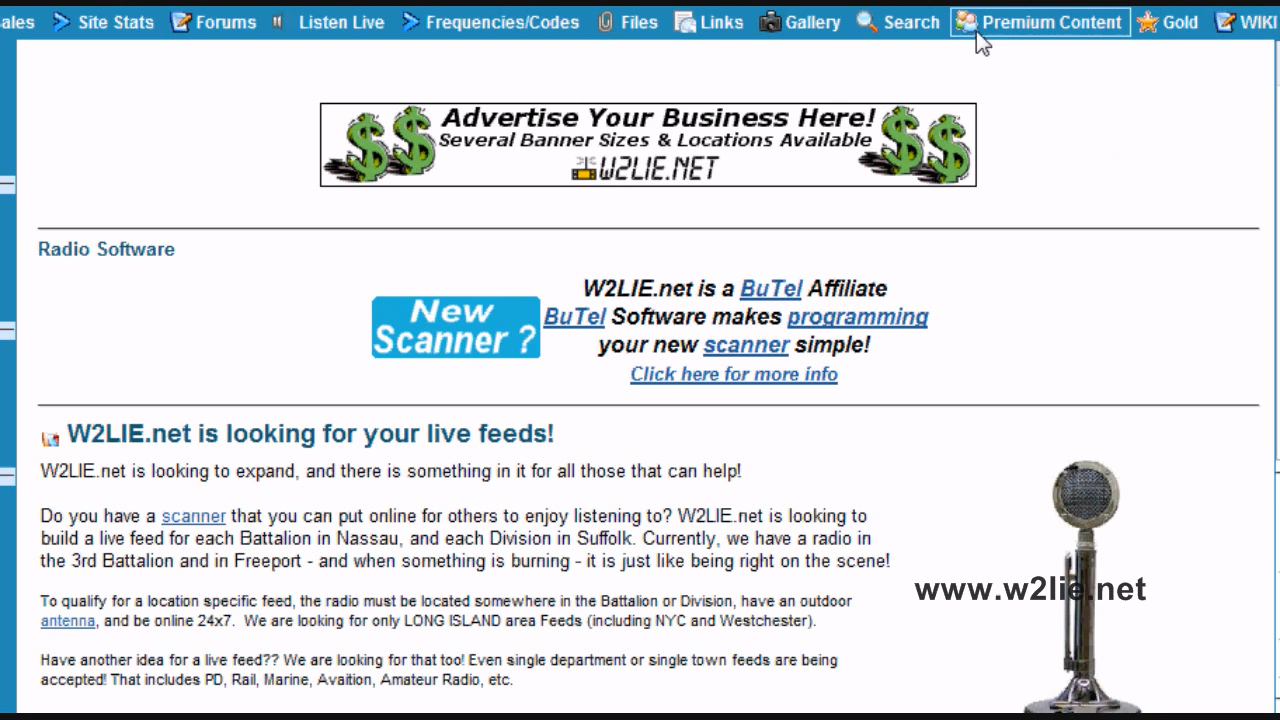 ales Site Stats Forums Listen Live Frequencies/Codes Files Links Gallery Search Premium Content Gold WIKI
Advertise Your Business Here!
Several Banner Sizes & Locations Available
W2LIE.NET
Radio Software
New
Scanner ?
W2LIE.net is a BuTel Affiliate
BuTel Software makes programming
your new scanner simple!
Click here for more info
W2LIE.net is looking for your live feeds!
W2LIE.net is looking to expand, and there is something in it for all those that can help!
Do you have a scanner that you can put online for others to enjoy listening to? W2LIE.net is looking to
build a live feed for each Battalion in Nassau, and each Division in Suffolk. Currently, we have a radio in
the 3rd Battalion and in Freeport - and when something is burning - it is just like being right on the scene!
www.w2lie.net
To qualify for a location specific feed, the radio must be located somewhere in the Battalion or Division, have an outdoor
antenna, and be online 24x7. We are looking for only LONG ISLAND area Feeds (including NYC and Westchester).
Have another idea for a live feed?? We are looking for that too! Even single department or single town feeds are being
accepted! That includes PD, Rail, Marine, Avaition, Amateur Radio, etc.